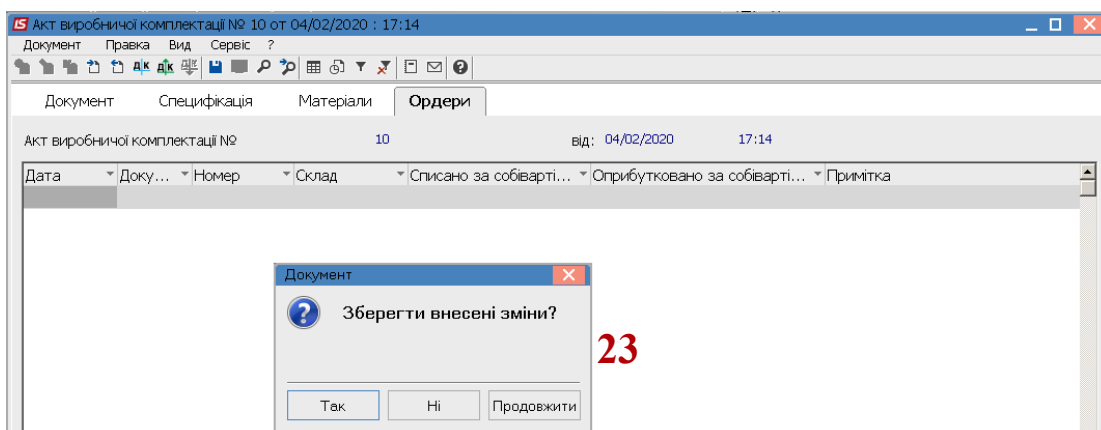 Акт виробничої комплектації № 10 от 04/02/2020 : 17:14
Документ Правка Вид Сервіс ?
Документ Специфікація Матеріали Ордери
Акт виробничої комплектації № 10 від: 04/02/2020 17:14
Дата Доку... Номер Склад Списано за собіварті... Оприбутковано за собіварті... Примітка
Документ
Зберегти внесені зміни?
23
Так Ні Продовжити